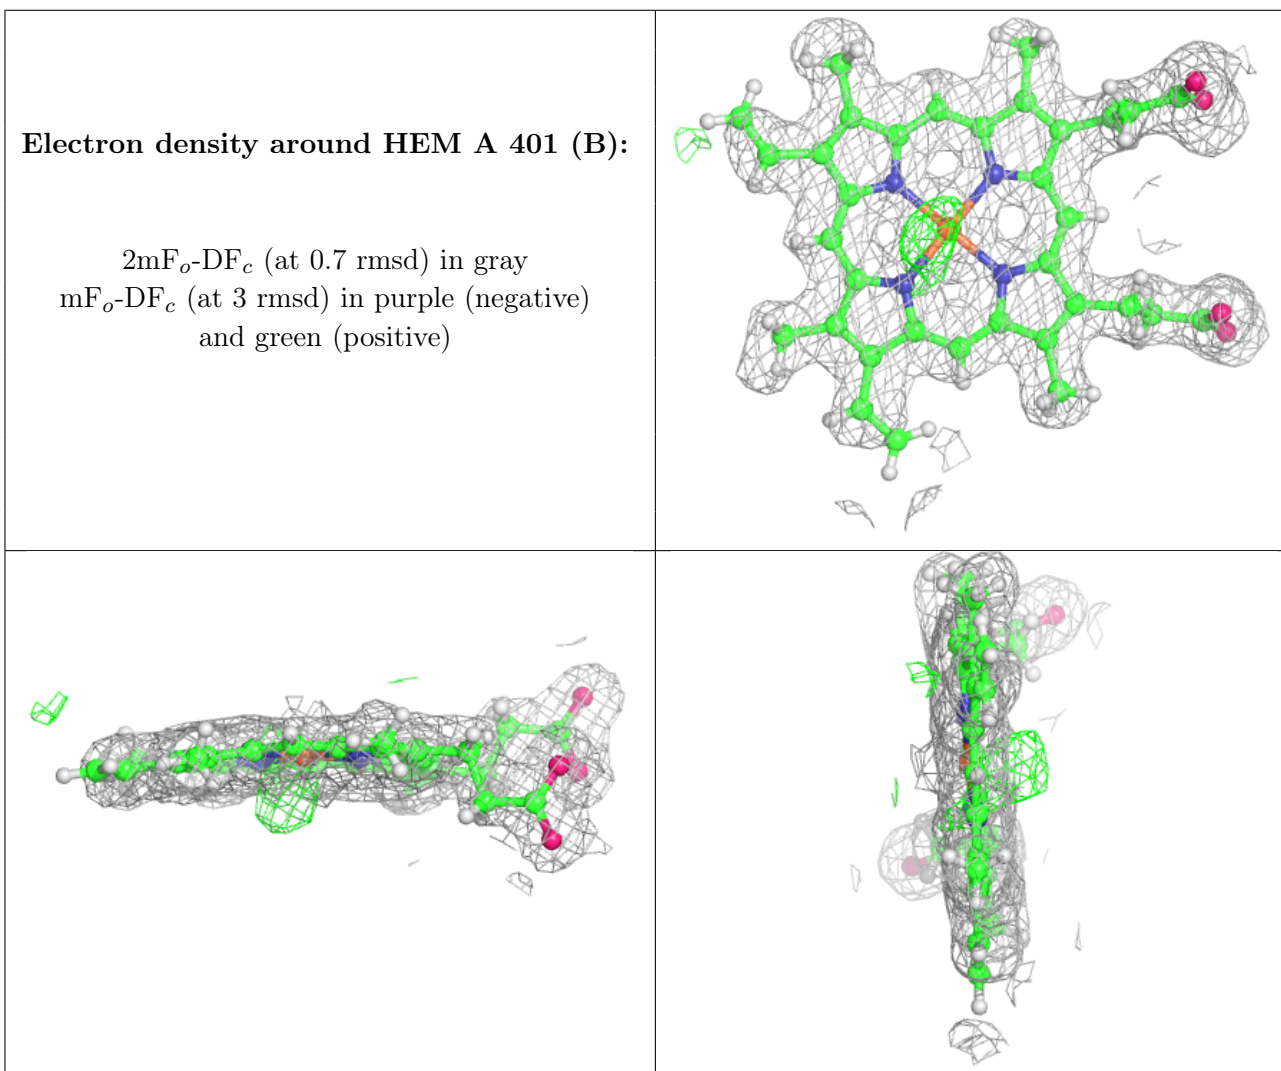 Electron density around HEM A 401 (B):
2mFo-DFc (at 0.7 rmsd) in gray
mFo-DFc (at 3 rmsd) in purple (negative)
and green (positive)